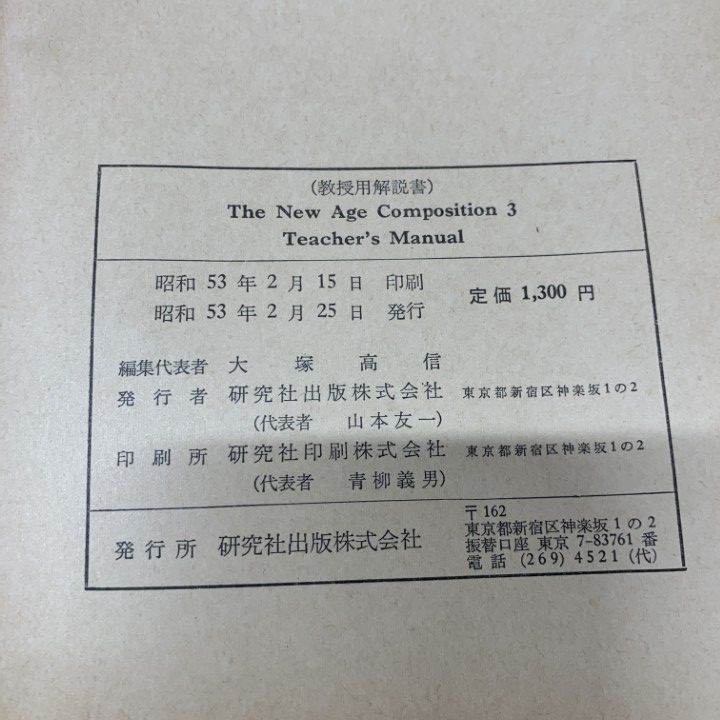 (教授用解説書)
The New Age Composition 3
Teacher's Manual
昭和 53 年 2 月 15 日 印刷
昭和 53 年 2 月 25 日 発行
定価 1,300 円
編集代表者 大塚高信
発行者 研究社出版株式会社 東京都新宿区神楽坂1の2
(代表者 山本友一)
印刷所 研究社印刷株式会社 東京都新宿区神楽坂1の2
(代表者 青柳義男)
発行所 研究社出版株式会社
〒162
東京都新宿区神楽坂1の2
振替口座 東京 7-83761 番
電話 (269) 4521 (代)